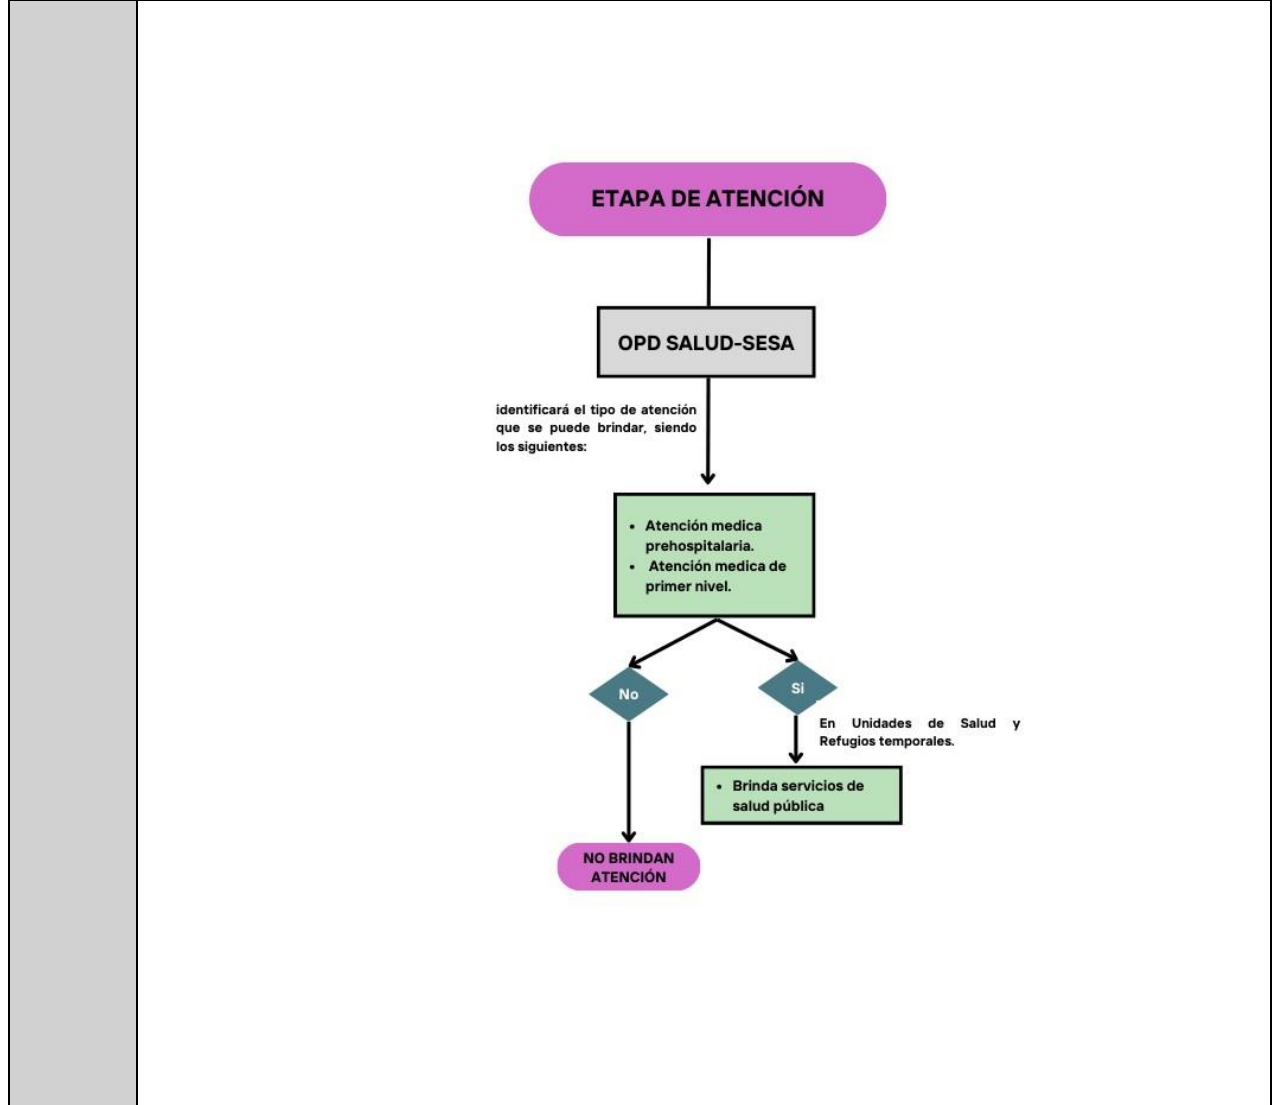 ETAPA DE ATENCIÓN
OPD SALUD-SESA
identificará el tipo de atención
que se puede brindar, siendo
los siguientes:
• Atención medica
prehospitalaria.
• Atención medica de
primer nivel.
No
Si
En Unidades de Salud y
Refugios temporales.
• Brinda servicios de
salud pública
NO BRINDAN
ATENCIÓN